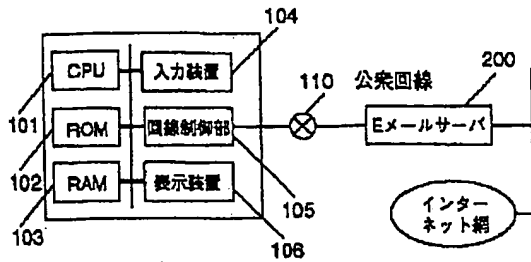 104
CPU
入力装置
101
110
公衆回線
200
ROM
回線制御部
Eメールサーバ
102
RAM
表示装置
105
103
106
インター
ネット網